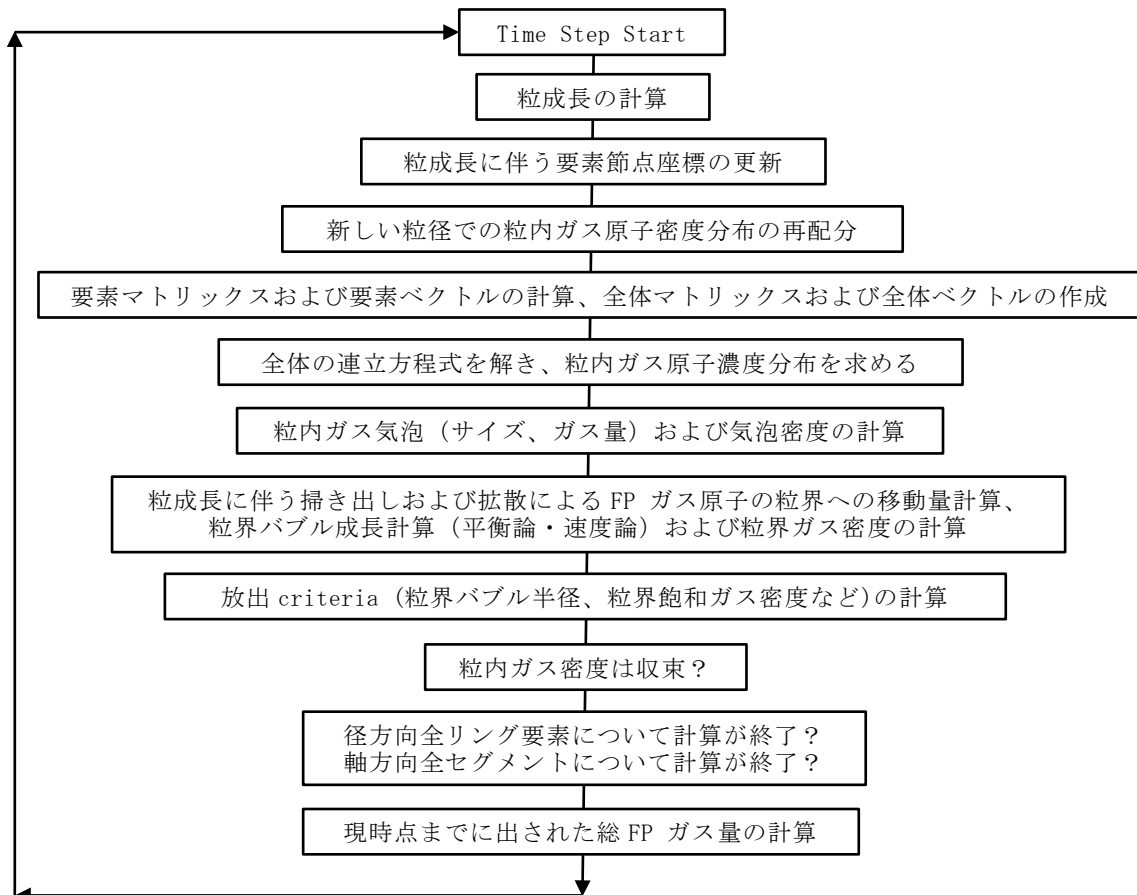 Time Step Start
粒成長の計算
粒成長に伴う要素節点座標の更新
新しい粒径での粒内ガス原子密度分布の再配分
要素マトリックスおよび要素ベクトルの計算、全体マトリックスおよび全体ベクトルの作成
全体の連立方程式を解き、粒内ガス原子濃度分布を求める
粒内ガス気泡（サイズ、ガス量）および気泡密度の計算
粒成長に伴う掃き出しおよび拡散による FP ガス原子の粒界への移動量計算、
粒界バブル成長計算（平衡論・速度論）および粒界ガス密度の計算
放出 criteria (粒界バブル半径、粒界飽和ガス密度など)の計算
粒内ガス密度は収束？
径方向全リング要素について計算が終了？
軸方向全セグメントについて計算が終了？
現時点までに出された総 FP ガス量の計算